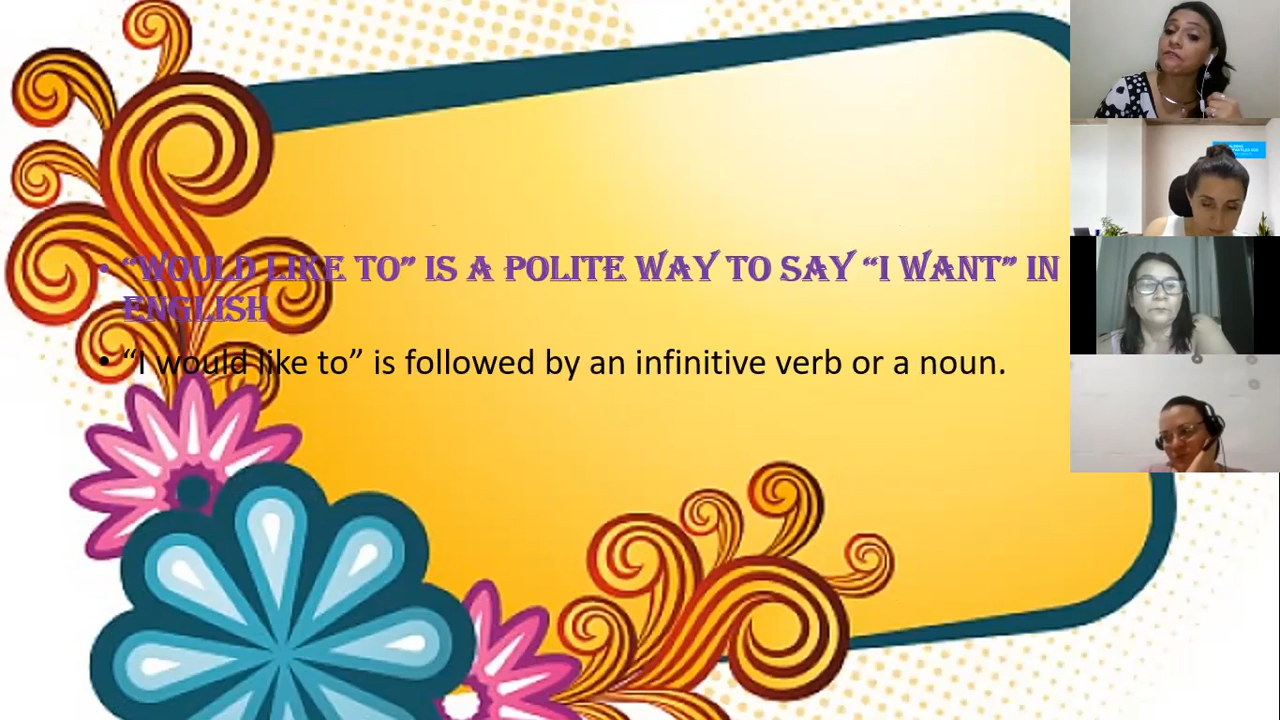 • “WOULD LIKE TO” IS A POLITE WAY TO SAY “I WANT” IN
ENGLISH
• “I would like to” is followed by an infinitive verb or a noun.